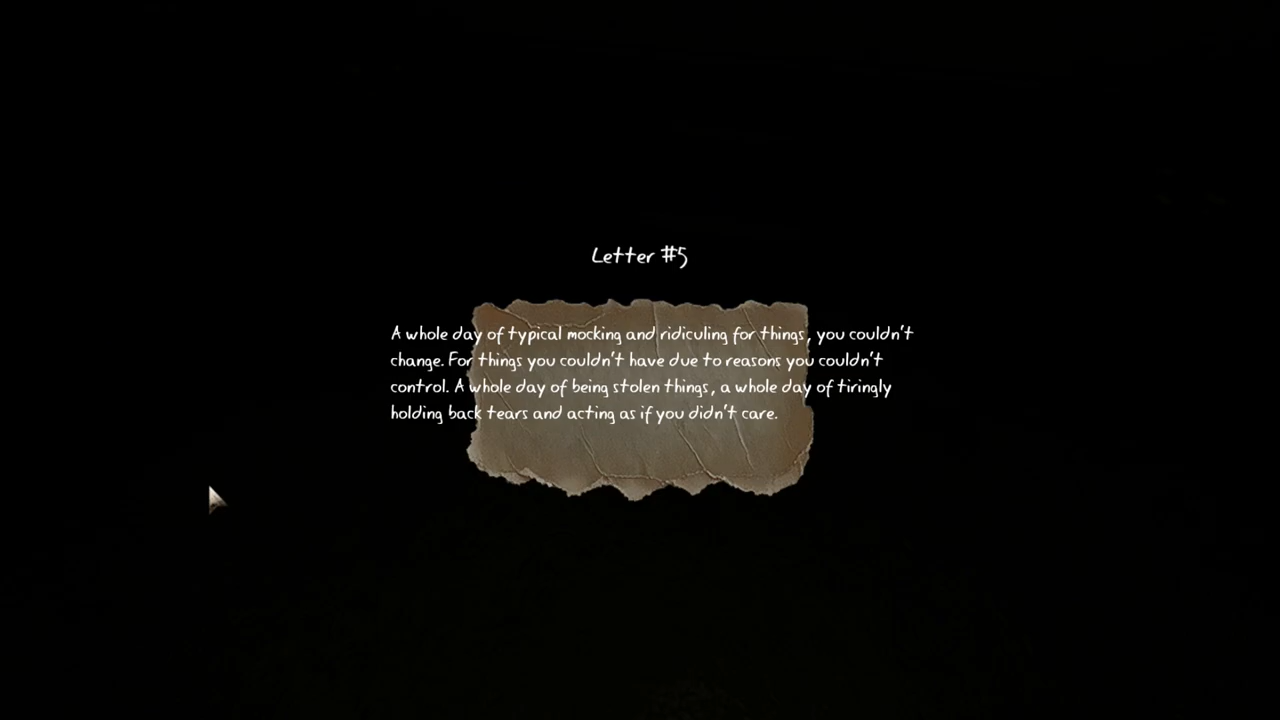 Letter #5
A whole day of typical mocking and ridiculing for things, you couldn't
change. For things you couldn't have due to reasons you couldn't
control. A whole day of being stolen things, a whole day of tiringly
holding back tears and acting as if you didn't care.